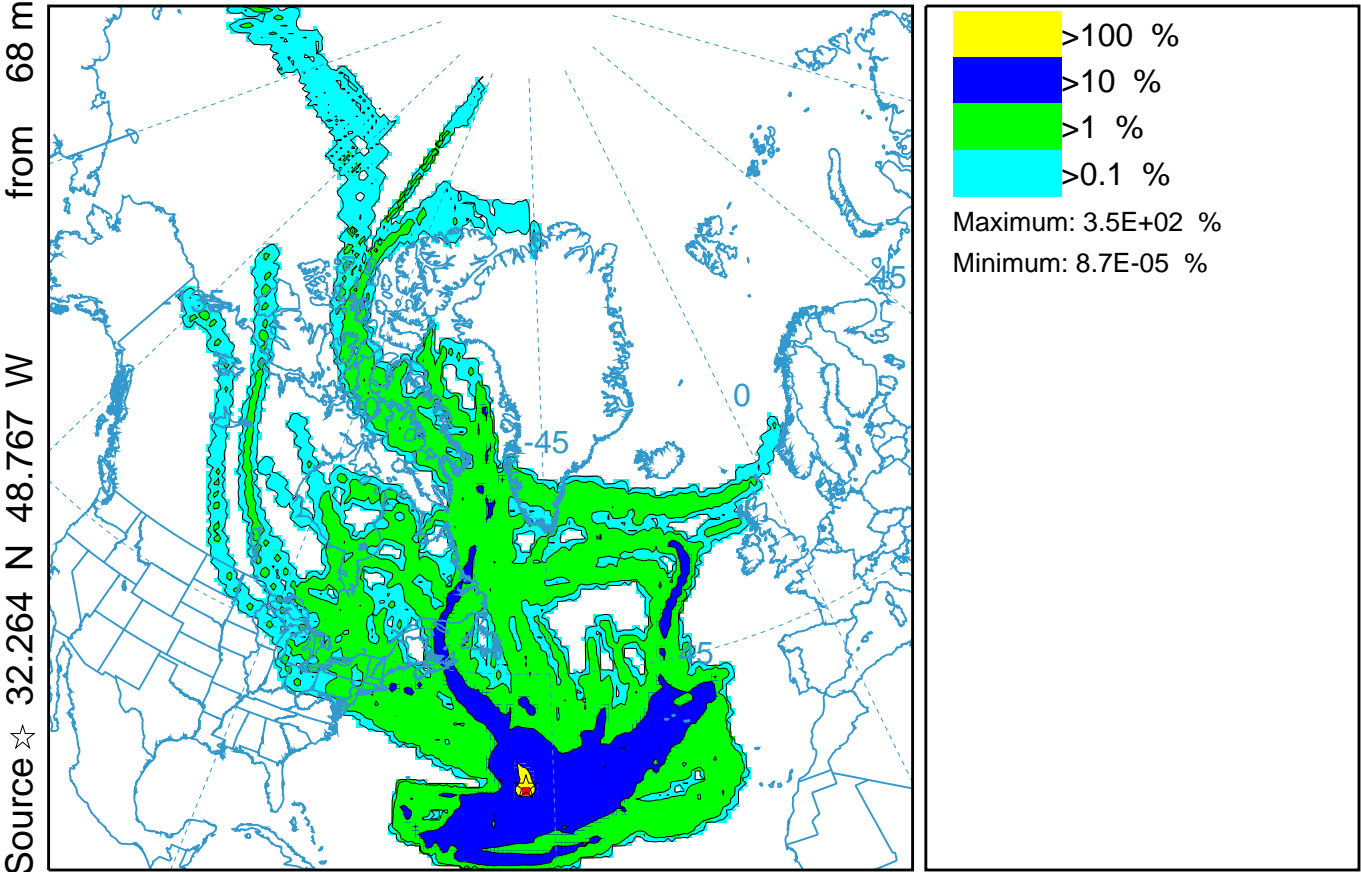 Source ☆ 32.264 N 48.767 W from 68 m
>100 %
>10 %
>1 %
>0.1 %
Maximum: 3.5E+02 %
Minimum: 8.7E-05 %
45
0
-45